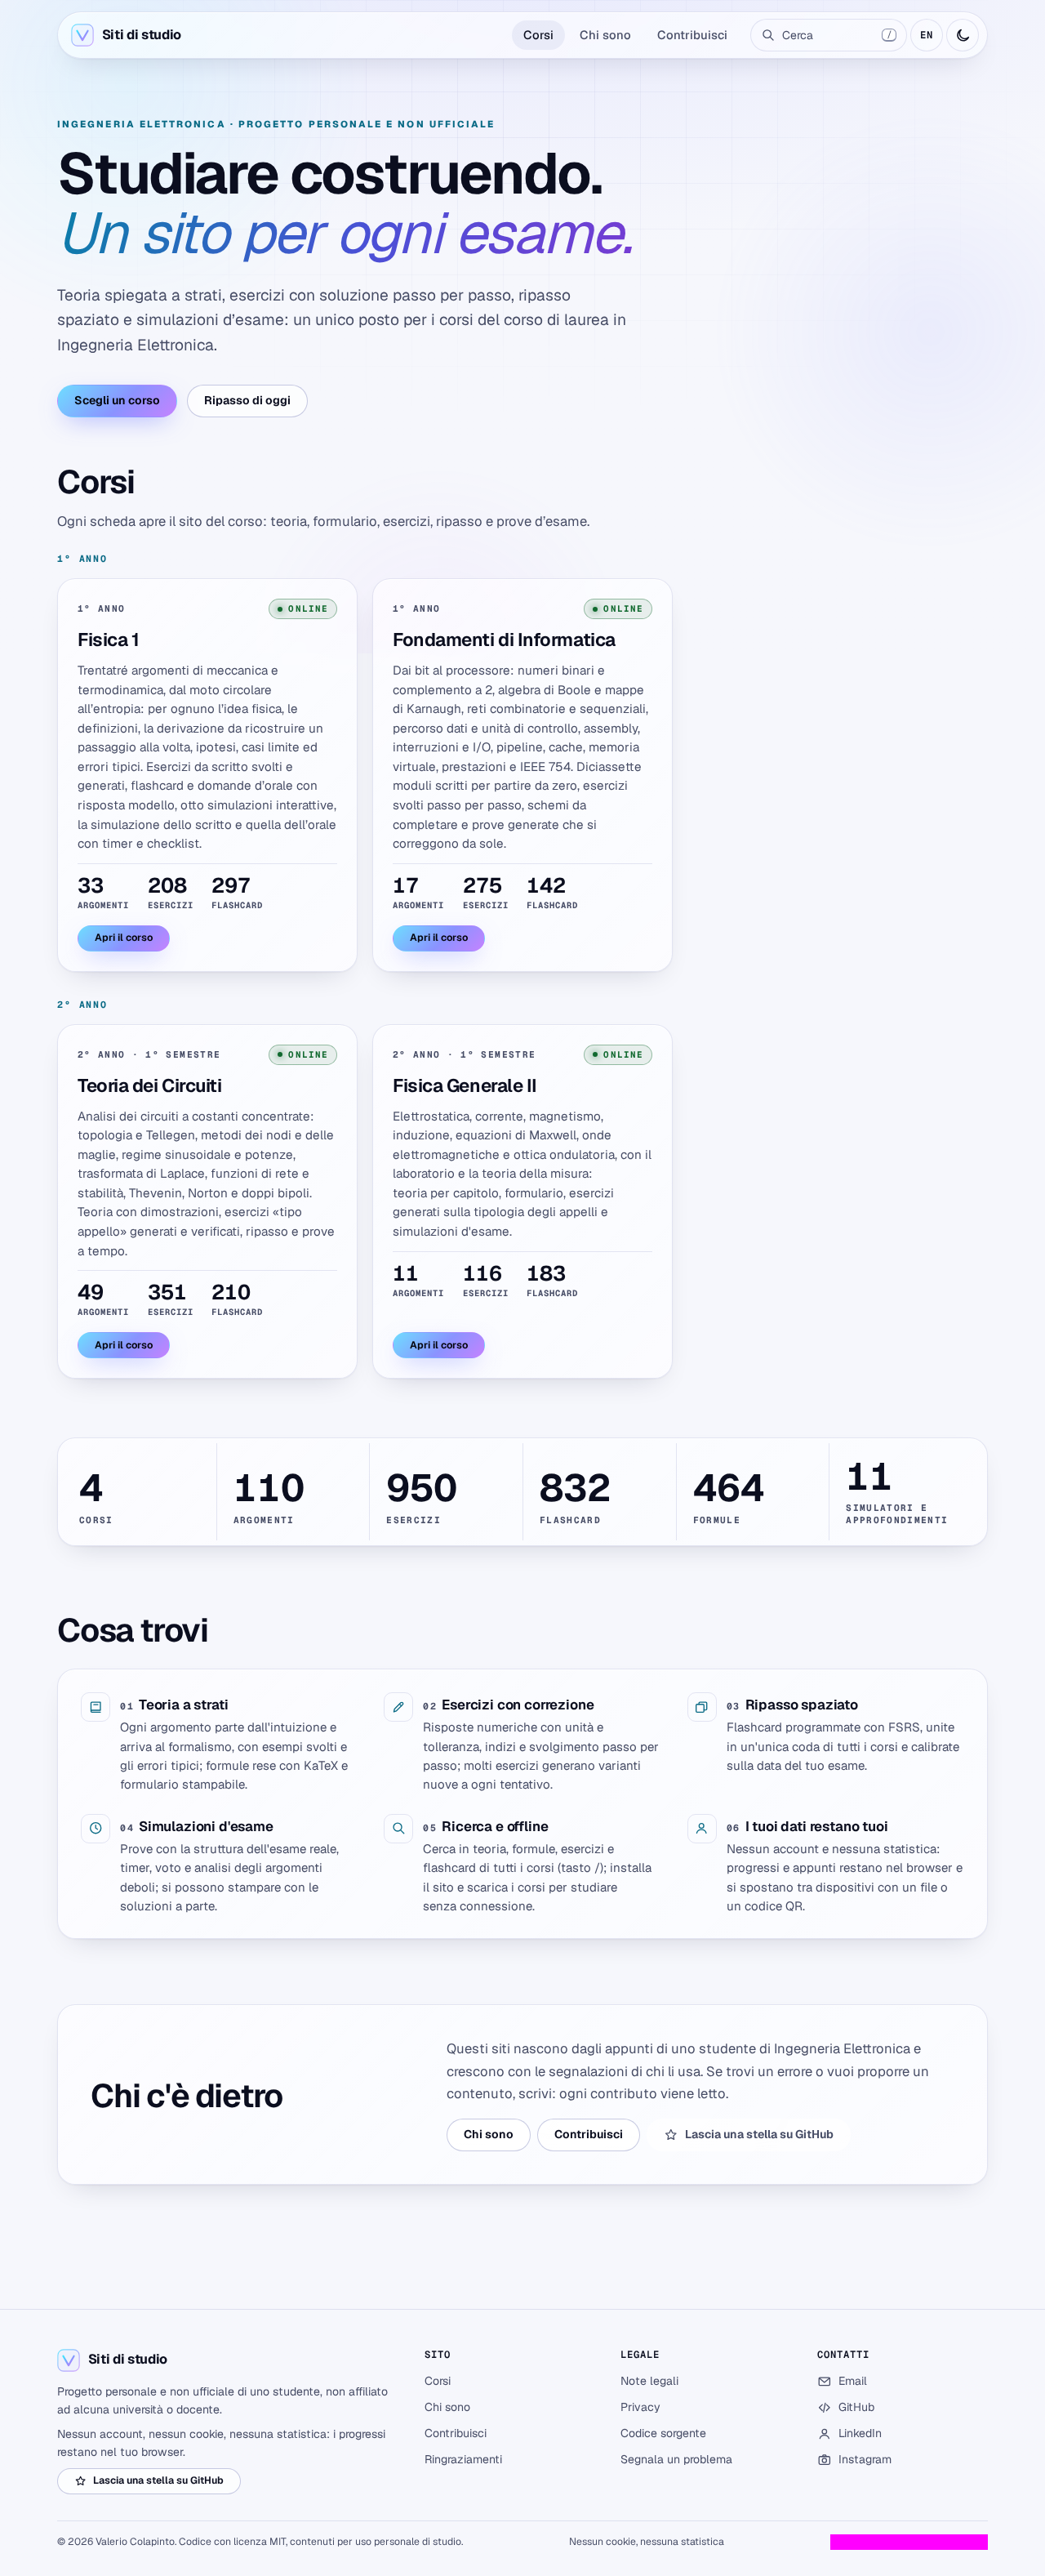 Siti di studio
Corsi
Chi sono
Contribuisci
Cerca
/
EN
INGEGNERIA ELETTRONICA · PROGETTO PERSONALE E NON UFFICIALE
Studiare costruendo.
Un sito per ogni esame.
Teoria spiegata a strati, esercizi con soluzione passo per passo, ripasso
spaziato e simulazioni d’esame: un unico posto per i corsi del corso di laurea in
Ingegneria Elettronica.
Scegli un corso
Ripasso di oggi
Corsi
Ogni scheda apre il sito del corso: teoria, formulario, esercizi, ripasso e prove d’esame.
1º ANNO
1º ANNO
ONLINE
Fisica 1
Trentatré argomenti di meccanica e
termodinamica, dal moto circolare
all’entropia: per ognuno l’idea fisica, le
definizioni, la derivazione da ricostruire un
passaggio alla volta, ipotesi, casi limite ed
errori tipici. Esercizi da scritto svolti e
generati, flashcard e domande d’orale con
risposta modello, otto simulazioni interattive,
la simulazione dello scritto e quella dell’orale
con timer e checklist.
33
ARGOMENTI
208
ESERCIZI
297
FLASHCARD
Apri il corso
1º ANNO
ONLINE
Fondamenti di Informatica
Dai bit al processore: numeri binari e
complemento a 2, algebra di Boole e mappe
di Karnaugh, reti combinatorie e sequenziali,
percorso dati e unità di controllo, assembly,
interruzioni e I/O, pipeline, cache, memoria
virtuale, prestazioni e IEEE 754. Diciassette
moduli scritti per partire da zero, esercizi
svolti passo per passo, schemi da
completare e prove generate che si
correggono da sole.
17
ARGOMENTI
275
ESERCIZI
142
FLASHCARD
Apri il corso
2º ANNO
2º ANNO · 1º SEMESTRE
ONLINE
Teoria dei Circuiti
Analisi dei circuiti a costanti concentrate:
topologia e Tellegen, metodi dei nodi e delle
maglie, regime sinusoidale e potenze,
trasformata di Laplace, funzioni di rete e
stabilità, Thevenin, Norton e doppi bipoli.
Teoria con dimostrazioni, esercizi «tipo
appello» generati e verificati, ripasso e prove
a tempo.
49
ARGOMENTI
351
ESERCIZI
210
FLASHCARD
Apri il corso
2º ANNO · 1º SEMESTRE
ONLINE
Fisica Generale II
Elettrostatica, corrente, magnetismo,
induzione, equazioni di Maxwell, onde
elettromagnetiche e ottica ondulatoria, con il
laboratorio e la teoria della misura:
teoria per capitolo, formulario, esercizi
generati sulla tipologia degli appelli e
simulazioni d'esame.
11
ARGOMENTI
116
ESERCIZI
183
FLASHCARD
Apri il corso
4
CORSI
110
ARGOMENTI
950
ESERCIZI
832
FLASHCARD
464
FORMULE
11
SIMULATORI E
APPROFONDIMENTI
Cosa trovi
01 Teoria a strati
Ogni argomento parte dall'intuizione e
arriva al formalismo, con esempi svolti e
gli errori tipici; formule rese con KaTeX e
formulario stampabile.
02 Esercizi con correzione
Risposte numeriche con unità e
tolleranza, indizi e svolgimento passo per
passo; molti esercizi generano varianti
nuove a ogni tentativo.
03 Ripasso spaziato
Flashcard programmate con FSRS, unite
in un'unica coda di tutti i corsi e calibrate
sulla data del tuo esame.
04 Simulazioni d'esame
Prove con la struttura dell'esame reale,
timer, voto e analisi degli argomenti
deboli; si possono stampare con le
soluzioni a parte.
05 Ricerca e offline
Cerca in teoria, formule, esercizi e
flashcard di tutti i corsi (tasto /); installa
il sito e scarica i corsi per studiare
senza connessione.
06 I tuoi dati restano tuoi
Nessun account e nessuna statistica:
progressi e appunti restano nel browser e
si spostano tra dispositivi con un file o
un codice QR.
Chi c'è dietro
Questi siti nascono dagli appunti di uno studente di Ingegneria Elettronica e
crescono con le segnalazioni di chi li usa. Se trovi un errore o vuoi proporre un
contenuto, scrivi: ogni contributo viene letto.
Chi sono
Contribuisci
Lascia una stella su GitHub
Siti di studio
Progetto personale e non ufficiale di uno studente, non affiliato
ad alcuna università o docente.
Nessun account, nessun cookie, nessuna statistica: i progressi
restano nel tuo browser.
Lascia una stella su GitHub
SITO
Corsi
Chi sono
Contribuisci
Ringraziamenti
LEGALE
Note legali
Privacy
Codice sorgente
Segnala un problema
CONTATTI
Email
GitHub
LinkedIn
Instagram
© 2026 Valerio Colapinto. Codice con licenza MIT, contenuti per uso personale di studio.
Nessun cookie, nessuna statistica